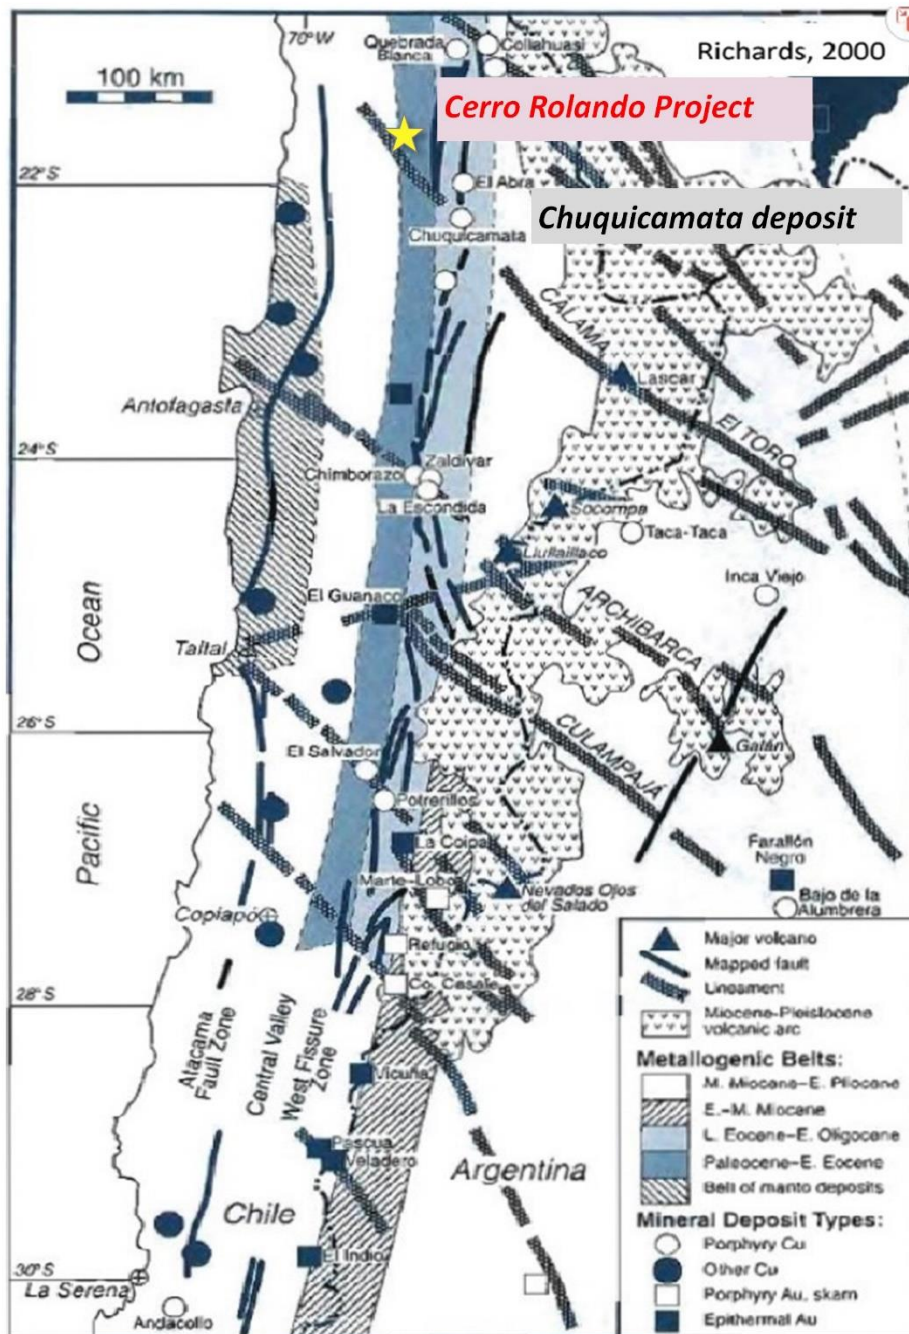 70°W
Quebrada
Blanca
Collahuasi
Richards, 2000
100 km
Cerro Rolando Project
22°S
El Abra
Chuquicamata deposit
Chuquicamata
CALAMA
Lascar
Antofagasta
EL TORO
24°S
Chimborazo
Zaldívar
La Escondida
Socompa
Taca-Taca
Llullaillaco
Inca Viejo
El Guanaco
ARCHIBARCA
Ocean
Taltal
26°S
El Salvador
CULAMPAJÁ
Galán
Potrerillos
Pacific
La Coipa
Farallón
Negro
Marte-Lobo
Nevados Ojos
del Salado
Bajo de la
Alumbrera
Copiapó
Refugio
Co. Casale
28°S
Atacama
Fault Zone
Central Valley
West Fissure
Zone
Vicuña
Pascua
Veladero
Argentina
Chile
El Indio
30°S
La Serena
Andacollo
Major volcano
Mapped fault
Lineament
Miocene-Pleistocene
volcanic arc
Metallogenic Belts:
M. Miocene-E. Pliocene
E.-M. Miocene
L. Eocene-E. Oligocene
Paleocene-E. Eocene
Belt of manto deposits
Mineral Deposit Types:
Porphyry Cu
Other Cu
Porphyry Au, skarn
Epithermal Au